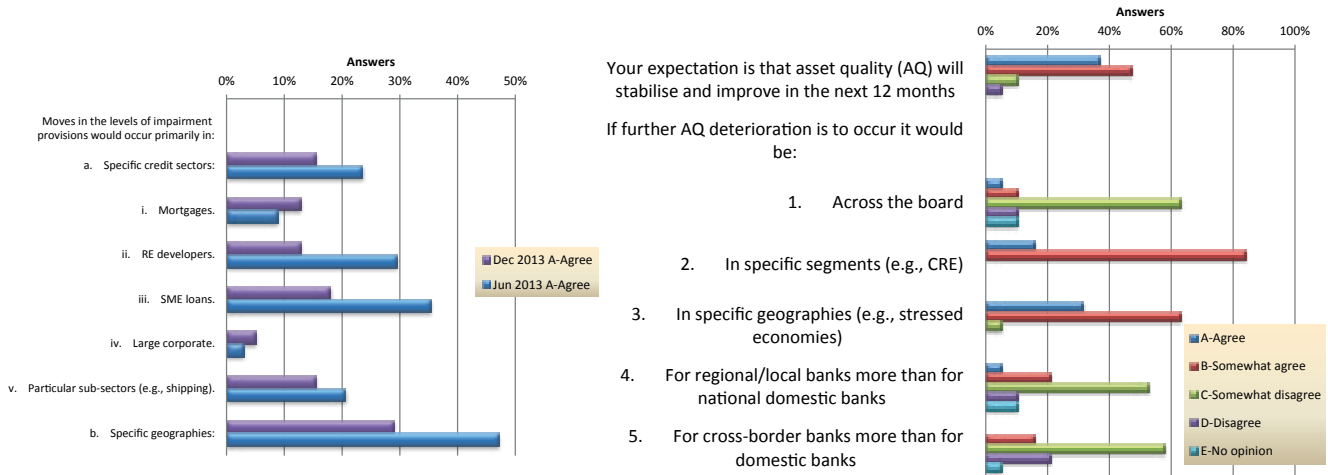 Answers
0% 10% 20% 30% 40% 50%
Moves in the levels of impairment
provisions would occur primarily in:
a. Specific credit sectors:
i. Mortgages.
ii. RE developers.
iii. SME loans.
iv. Large corporate.
v. Particular sub-sectors (e.g., shipping).
b. Specific geographies:
Dec 2013 A-Agree
Jun 2013 A-Agree
Answers
0% 20% 40% 60% 80% 100%
Your expectation is that asset quality (AQ) will
stabilise and improve in the next 12 months
If further AQ deterioration is to occur it would
be:
1. Across the board
2. In specific segments (e.g., CRE)
3. In specific geographies (e.g., stressed
economies)
4. For regional/local banks more than for
national domestic banks
5. For cross-border banks more than for
domestic banks
A-Agree
B-Somewhat agree
C-Somewhat disagree
D-Disagree
E-No opinion